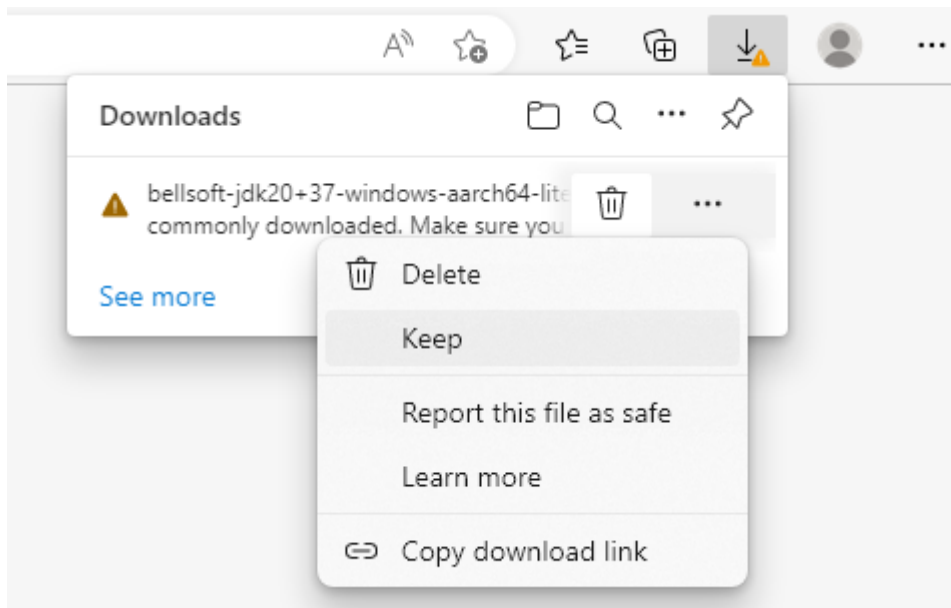 Downloads
bellsoft-jdk20+37-windows-aarch64-lite
commonly downloaded. Make sure you
See more
Delete
Keep
Report this file as safe
Learn more
Copy download link